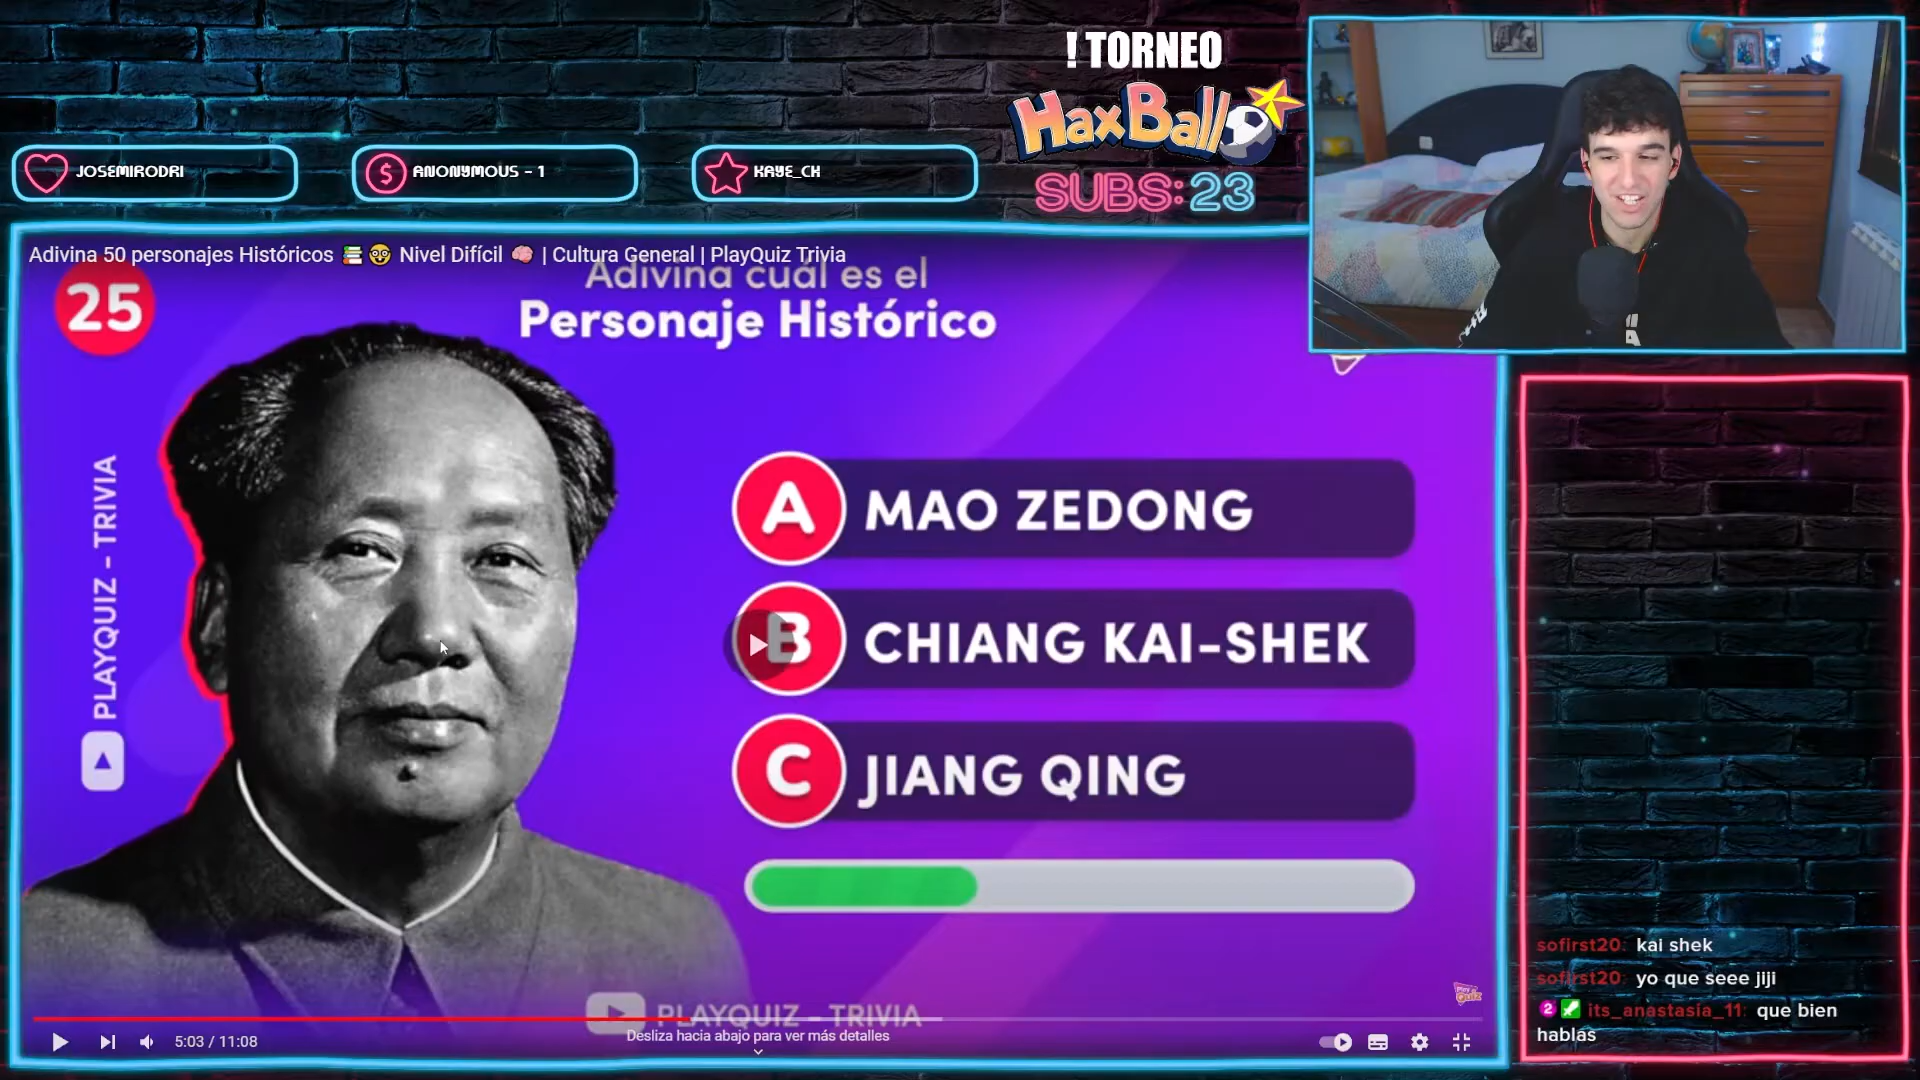 ! TORNEO
HaxBall
SUBS: 23
JOSEMIRODRI
ANONYMOUS - 1
KAYE_CH
Adivina 50 personajes Históricos 📚🤓 Nivel Difícil 🧠 | Cultura General | PlayQuiz Trivia
25
Adivina cuál es el
Personaje Histórico
PLAYQUIZ - TRIVIA
A MAO ZEDONG
B CHIANG KAI-SHEK
C JIANG QING
PLAYQUIZ - TRIVIA
Play Quiz
Desliza hacia abajo para ver más detalles
5:03 / 11:08
sofirst20: kai shek
sofirst20: yo que seee jiji
2 its_anastasia_11: que bien
hablas